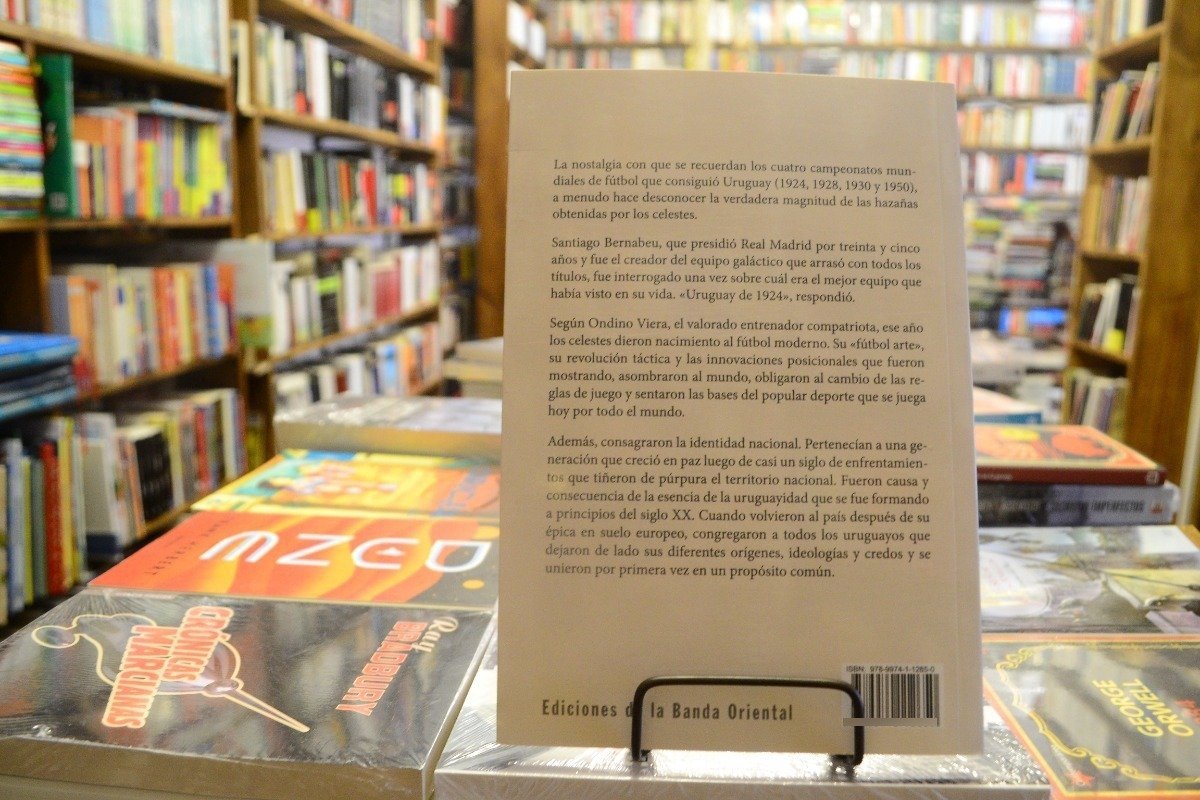 La nostalgia con que se recuerdan los cuatro campeonatos mun-
diales de fútbol que consiguió Uruguay (1924, 1928, 1930 y 1950),
a menudo hace desconocer la verdadera magnitud de las hazañas
obtenidas por los celestes.
Santiago Bernabeu, que presidió Real Madrid por treinta y cinco
años y fue el creador del equipo galáctico que arrasó con todos los
títulos, fue interrogado una vez sobre cuál era el mejor equipo que
había visto en su vida. «Uruguay de 1924», respondió.
Según Ondino Viera, el valorado entrenador compatriota, ese año
los celestes dieron nacimiento al fútbol moderno. Su «fútbol arte»,
su revolución táctica y las innovaciones posicionales que fueron
mostrando, asombraron al mundo, obligaron al cambio de las re-
glas de juego y sentaron las bases del popular deporte que se juega
hoy por todo el mundo.
Además, consagraron la identidad nacional. Pertenecían a una ge-
neración que creció en paz luego de casi un siglo de enfrentamien-
tos que tiñeron de púrpura el territorio nacional. Fueron causa y
consecuencia de la esencia de la uruguayidad que se fue formando
a principios del siglo XX. Cuando volvieron al país después de su
épica en suelo europeo, congregaron a todos los uruguayos que
dejaron de lado sus diferentes orígenes, ideologías y credos y se
unieron por primera vez en un propósito común.
ISBN: 978-9974-1-1285-0
Ediciones de la Banda Oriental
Ray
BRADBURY
CRÓNICAS
MARCIANAS
HERBERT
GEORGE
ORWELL